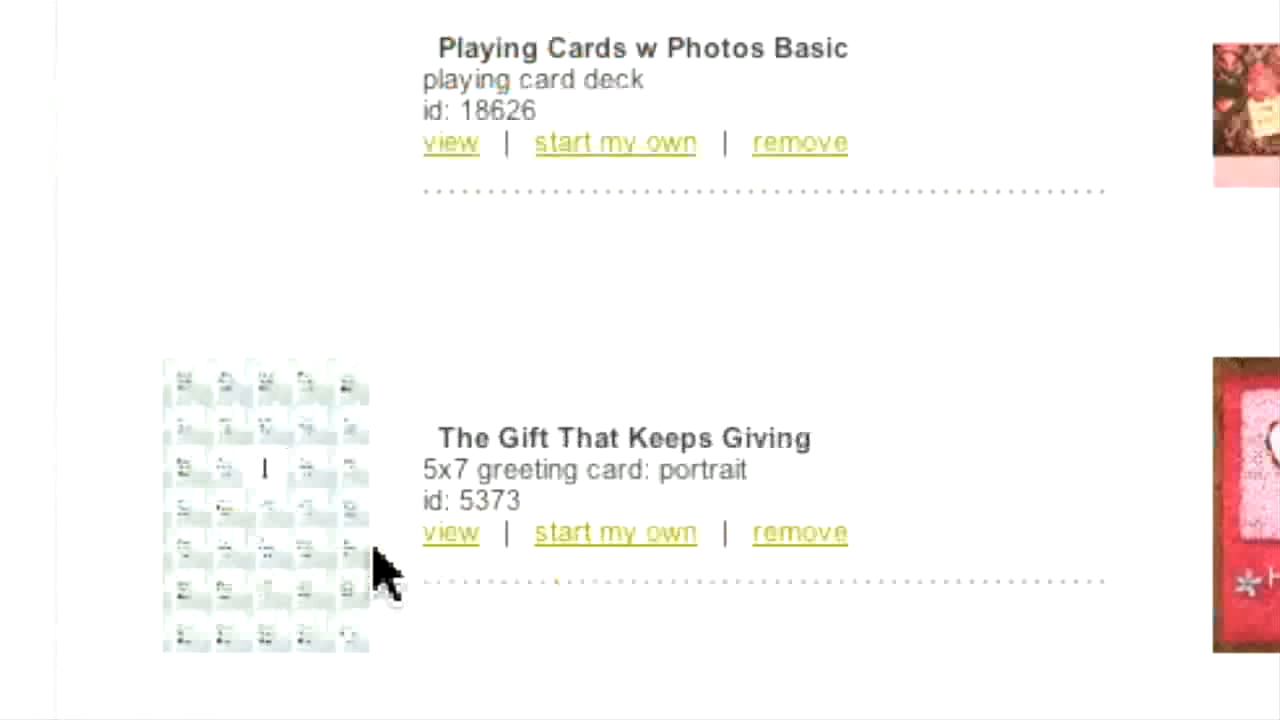 Playing Cards w Photos Basic
playing card deck
id: 18626
view | start my own | remove
The Gift That Keeps Giving
5x7 greeting card: portrait
id: 5373
view | start my own | remove
H